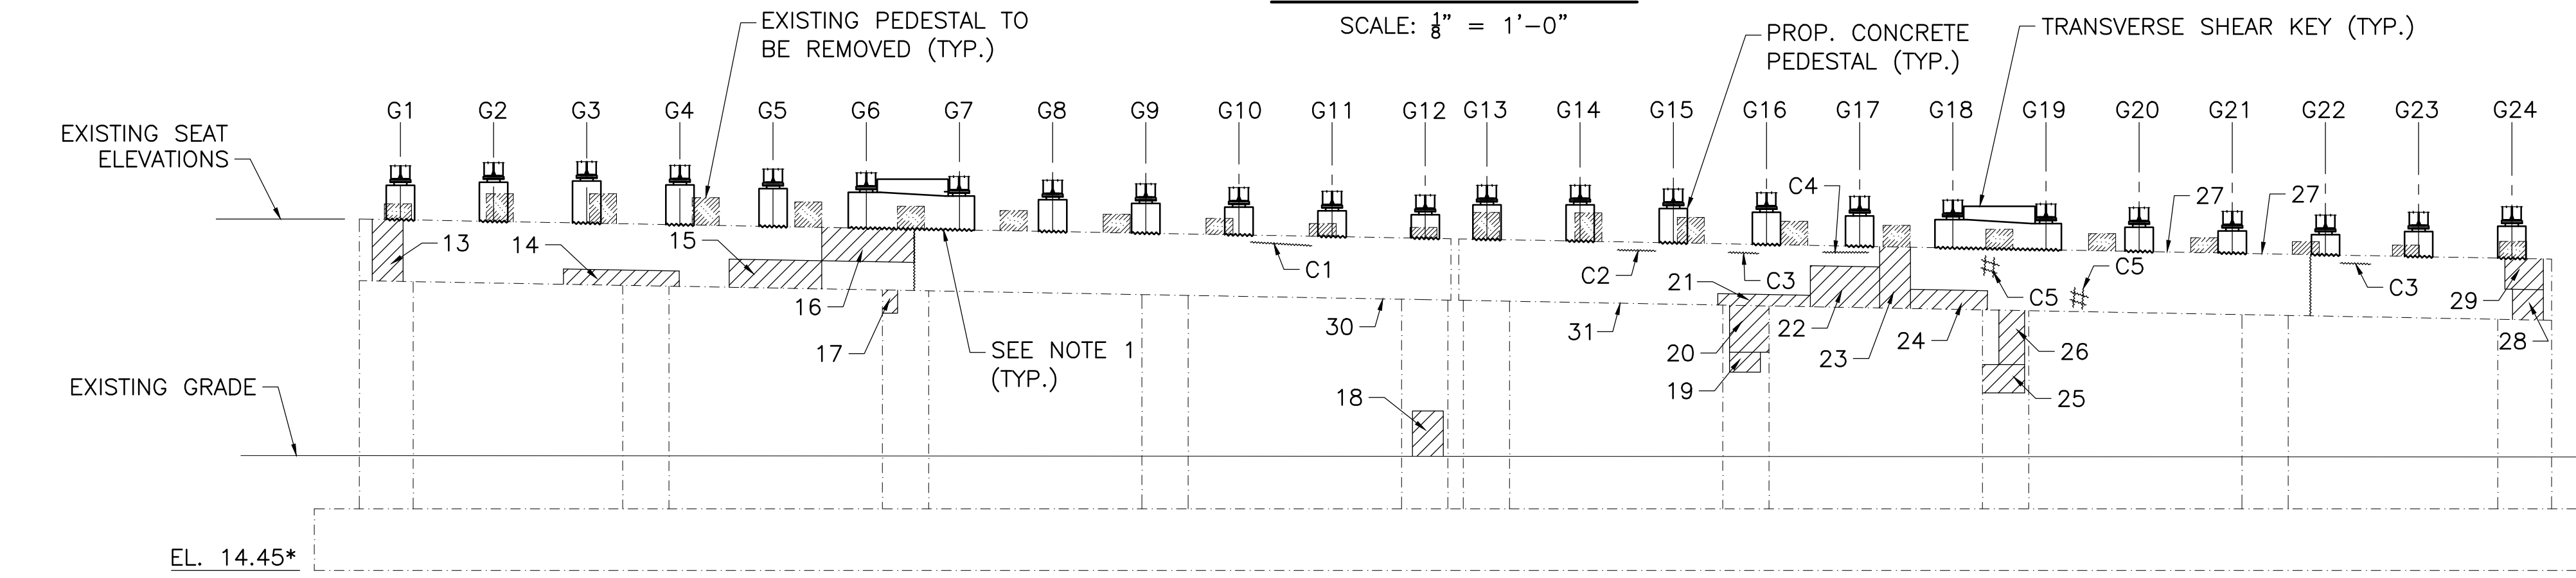 SCALE: 1/8" = 1'-0"
EXISTING PEDESTAL TO
BE REMOVED (TYP.)
PROP. CONCRETE
PEDESTAL (TYP.)
TRANSVERSE SHEAR KEY (TYP.)
G1 G2 G3 G4 G5 G6 G7 G8 G9 G10 G11 G12 G13 G14 G15 G16 G17 G18 G19 G20 G21 G22 G23 G24
EXISTING SEAT
ELEVATIONS
C4
27
27
13
14
15
16
C1
C2
C3
C5
C5
C3
17
30
31
21
22
23
24
29
28
20
19
26
25
SEE NOTE 1
(TYP.)
18
EXISTING GRADE
EL. 14.45*